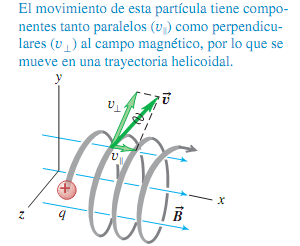 El movimiento de esta partícula tiene compo-
nentes tanto paralelos (υ∥) como perpendicu-
lares (υ⊥) al campo magnético, por lo que se
mueve en una trayectoria helicoidal.
y
υ⊥
υ⃗
υ∥
+
x
z
q
B⃗